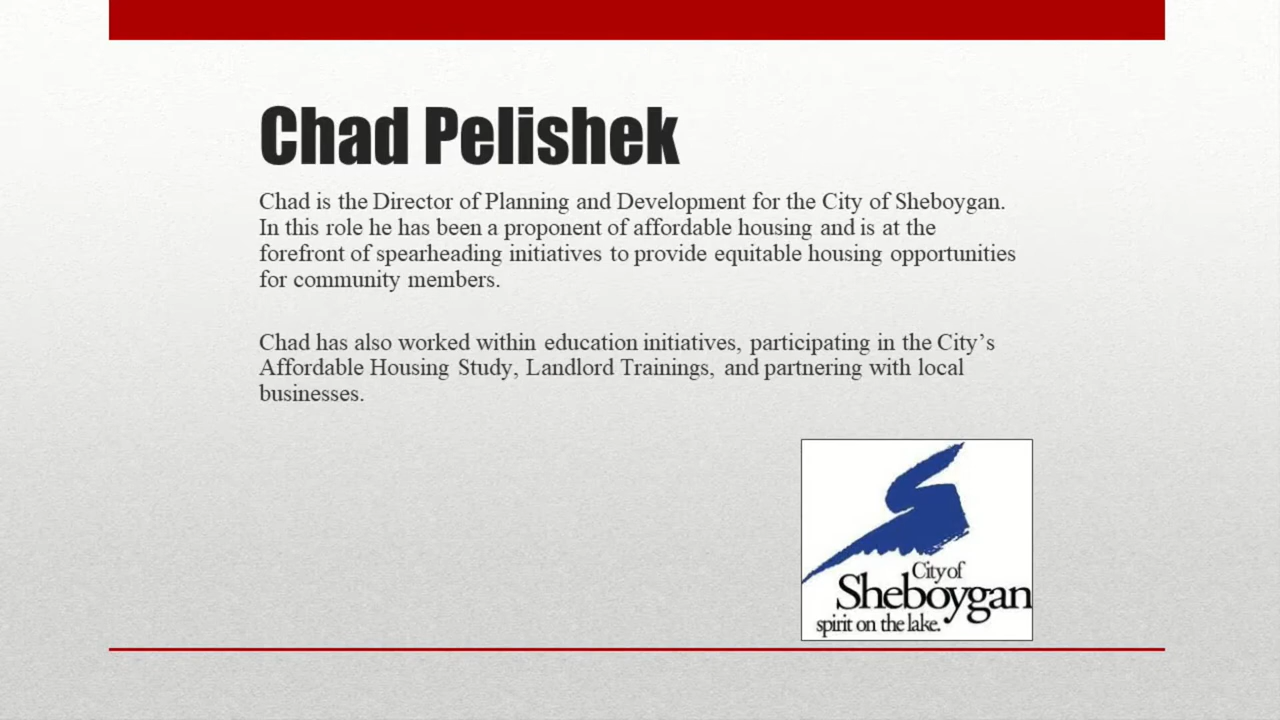 Chad Pelishek
Chad is the Director of Planning and Development for the City of Sheboygan.
In this role he has been a proponent of affordable housing and is at the
forefront of spearheading initiatives to provide equitable housing opportunities
for community members.
Chad has also worked within education initiatives, participating in the City’s
Affordable Housing Study, Landlord Trainings, and partnering with local
businesses.
City of
Sheboygan
spirit on the lake.